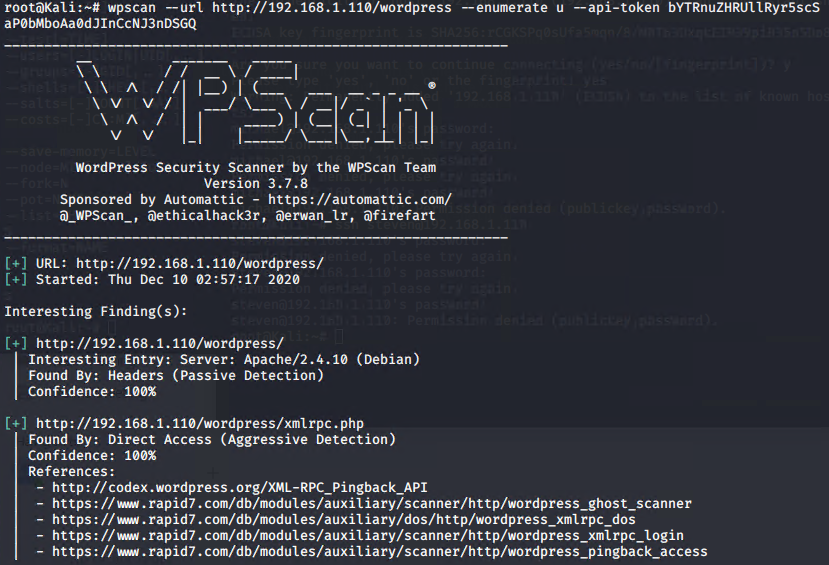 root@Kali:~# wpscan --url http://192.168.1.110/wordpress --enumerate u --api-token bYTRnuZHRUllRyr5scS
aP0bMboAa0dJInCcNJ3nDSGQ
WPScan ®
WordPress Security Scanner by the WPScan Team
Version 3.7.8
Sponsored by Automattic - https://automattic.com/
@_WPScan_, @ethicalhack3r, @erwan_lr, @firefart
[+] URL: http://192.168.1.110/wordpress/
[+] Started: Thu Dec 10 02:57:17 2020
Interesting Finding(s):
[+] http://192.168.1.110/wordpress/
| Interesting Entry: Server: Apache/2.4.10 (Debian)
| Found By: Headers (Passive Detection)
| Confidence: 100%
[+] http://192.168.1.110/wordpress/xmlrpc.php
| Found By: Direct Access (Aggressive Detection)
| Confidence: 100%
| References:
|  - http://codex.wordpress.org/XML-RPC_Pingback_API
|  - https://www.rapid7.com/db/modules/auxiliary/scanner/http/wordpress_ghost_scanner
|  - https://www.rapid7.com/db/modules/auxiliary/dos/http/wordpress_xmlrpc_dos
|  - https://www.rapid7.com/db/modules/auxiliary/scanner/http/wordpress_xmlrpc_login
|  - https://www.rapid7.com/db/modules/auxiliary/scanner/http/wordpress_pingback_access